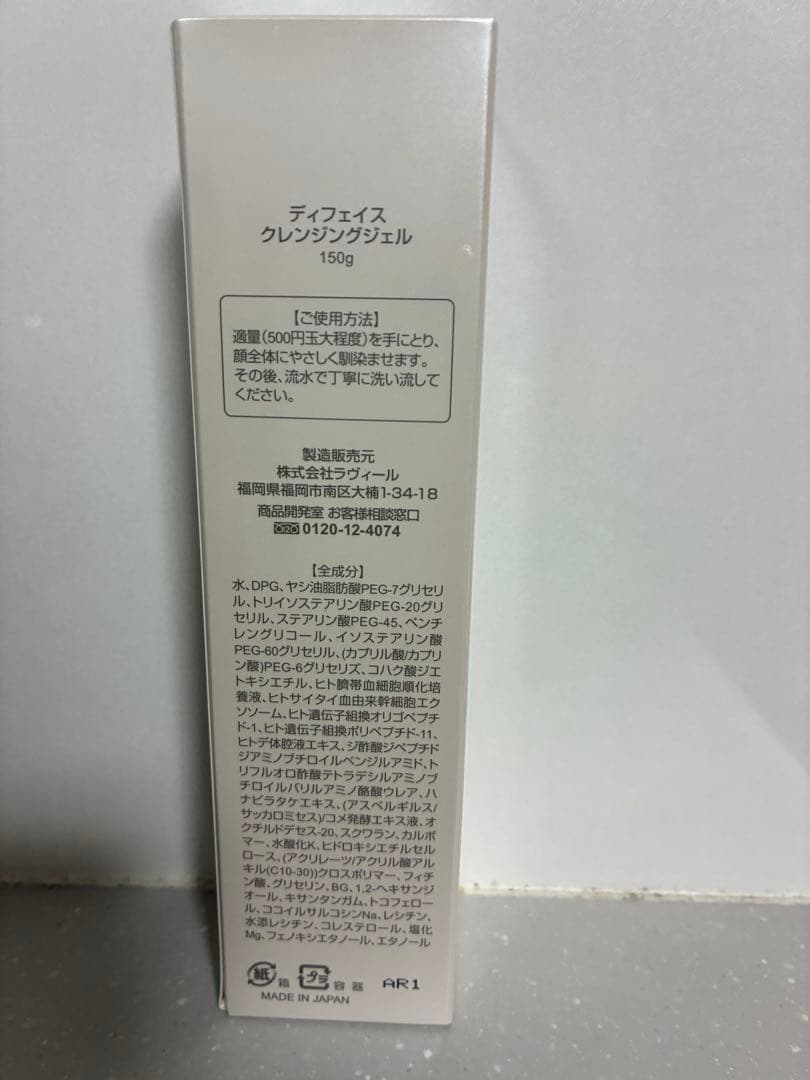 ディフェイス
クレンジングジェル
150g
【ご使用方法】
適量(500円玉大程度)を手にとり、
顔全体にやさしく馴染ませます。
その後、流水で丁寧に洗い流して
ください。
製造販売元
株式会社ラヴィール
福岡県福岡市南区大楠1-34-18
商品開発室 お客様相談窓口
0120-12-4074
【全成分】
水、DPG、ヤシ油脂肪酸PEG-7グリセリ
ル、トリイソステアリン酸PEG-20グリ
セリル、ステアリン酸PEG-45、ペンチ
レングリコール、イソステアリン酸
PEG-60グリセリル、(カプリル酸/カプリ
ン酸)PEG-6グリセリズ、コハク酸ジエ
トキシエチル、ヒト臍帯血細胞順化培
養液、ヒトサイタイ血由来幹細胞エク
ソソーム、ヒト遺伝子組換オリゴペプチ
ド-1、ヒト遺伝子組換ポリペプチド-11、
ヒトデ体腔液エキス、ジ酢酸ジペプチド
ジアミノブチロイルベンジルアミド、ト
リフルオロ酢酸テトラデシルアミノブ
チロイルバリルアミノ酪酸ウレア、ハ
ナビラタケエキス、(アスペルギルス/
サッカロミセス)/コメ発酵エキス液、オ
クチルドデセス-20、スクワラン、カルボ
マー、水酸化K、ヒドロキシエチルセル
ロース、(アクリレーツ/アクリル酸アル
キル(C10-30))クロスポリマー、フィチ
ン酸、グリセリン、BG、1,2-ヘキサンジ
オール、キサンタンガム、トコフェロー
ル、ココイルサルコシンNa、レシチン、
水添レシチン、コレステロール、塩化
Mg、フェノキシエタノール、エタノール
紙 箱 プラ 容器 AR1
MADE IN JAPAN